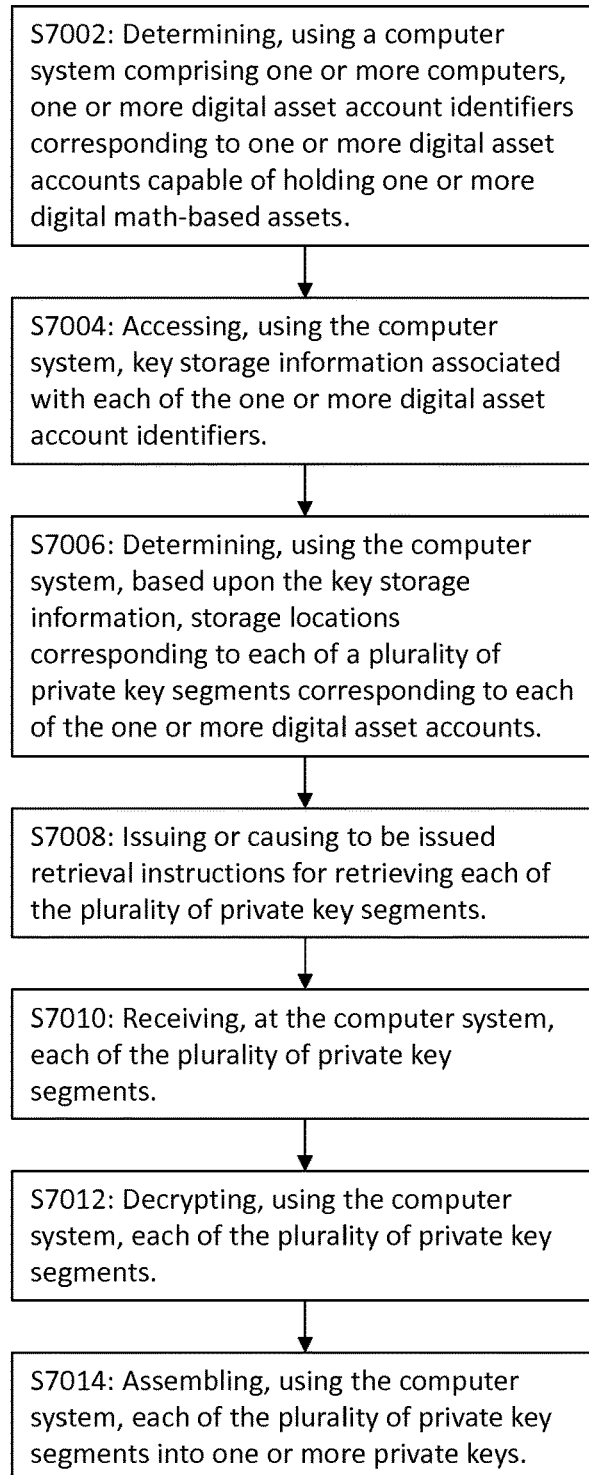 S7002: Determining, using a computer
system comprising one or more computers,
one or more digital asset account identifiers
corresponding to one or more digital asset
accounts capable of holding one or more
digital math-based assets.
S7004: Accessing, using the computer
system, key storage information associated
with each of the one or more digital asset
account identifiers.
S7006: Determining, using the computer
system, based upon the key storage
information, storage locations
corresponding to each of a plurality of
private key segments corresponding to each
of the one or more digital asset accounts.
S7008: Issuing or causing to be issued
retrieval instructions for retrieving each of
the plurality of private key segments.
S7010: Receiving, at the computer system,
each of the plurality of private key
segments.
S7012: Decrypting, using the computer
system, each of the plurality of private key
segments.
S7014: Assembling, using the computer
system, each of the plurality of private key
segments into one or more private keys.